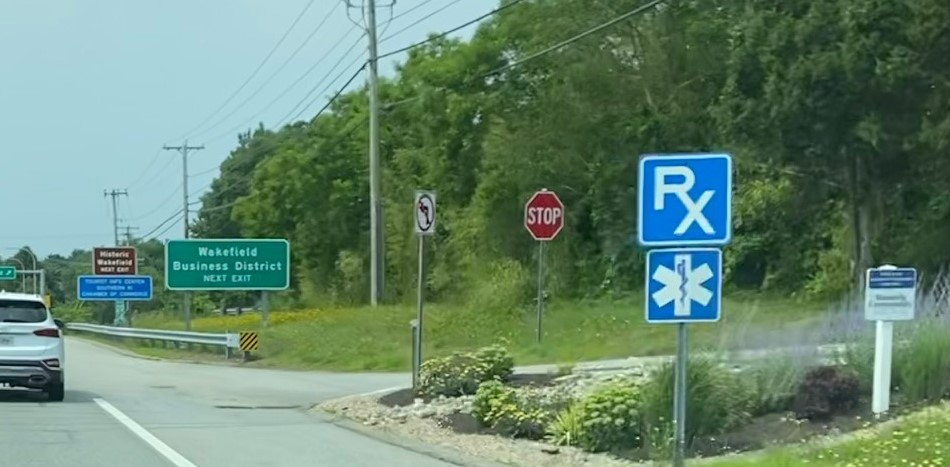 Historic
Wakefield
NEXT EXIT
TOURIST INFO CENTER
SOUTHERN RI
CHAMBER OF COMMERCE
Wakefield
Business District
NEXT EXIT
STOP
Rx